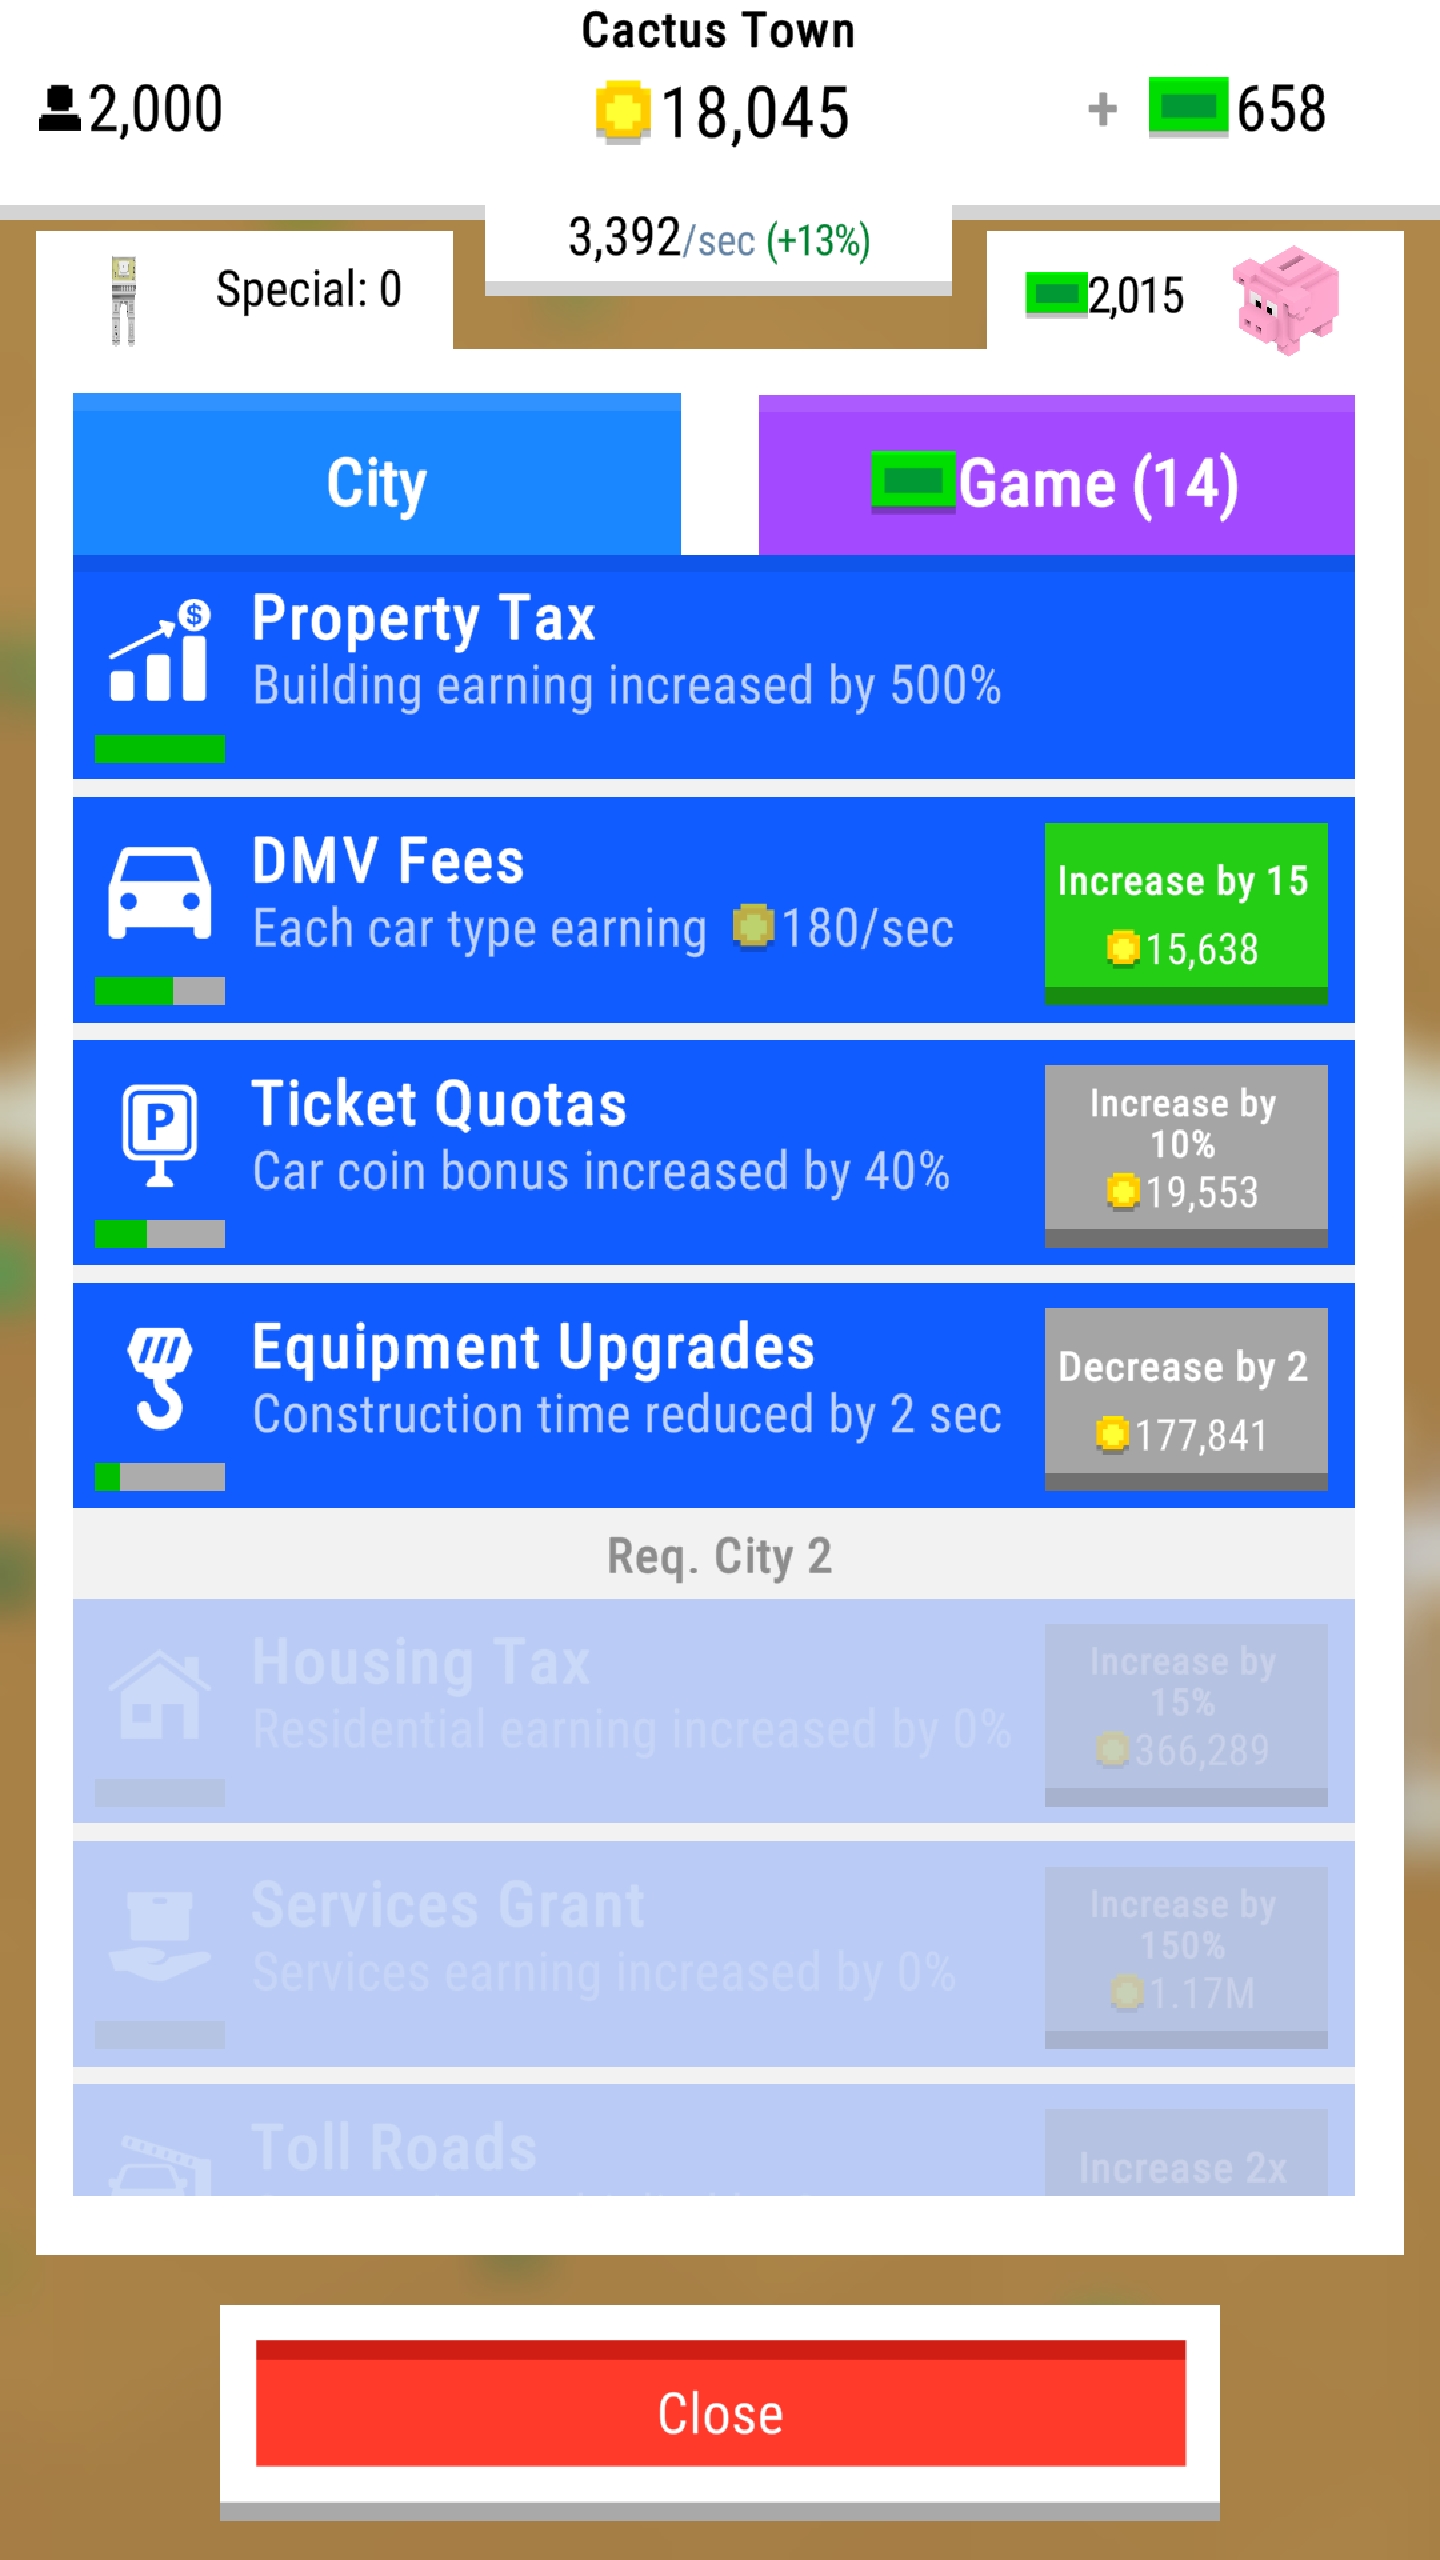 Cactus Town
2,000
18,045
+ 658
3,392/sec (+13%)
Special: 0
2,015
City
Game (14)
Property Tax
Building earning increased by 500%
DMV Fees
Each car type earning 180/sec
Increase by 15
15,638
P
Ticket Quotas
Car coin bonus increased by 40%
Increase by
10%
19,553
Equipment Upgrades
Construction time reduced by 2 sec
Decrease by 2
177,841
Req. City 2
Housing Tax
Residential earning increased by 0%
Increase by
15%
366,289
Services Grant
Services earning increased by 0%
Increase by
150%
1.17M
Toll Roads
Increase 2x
Close